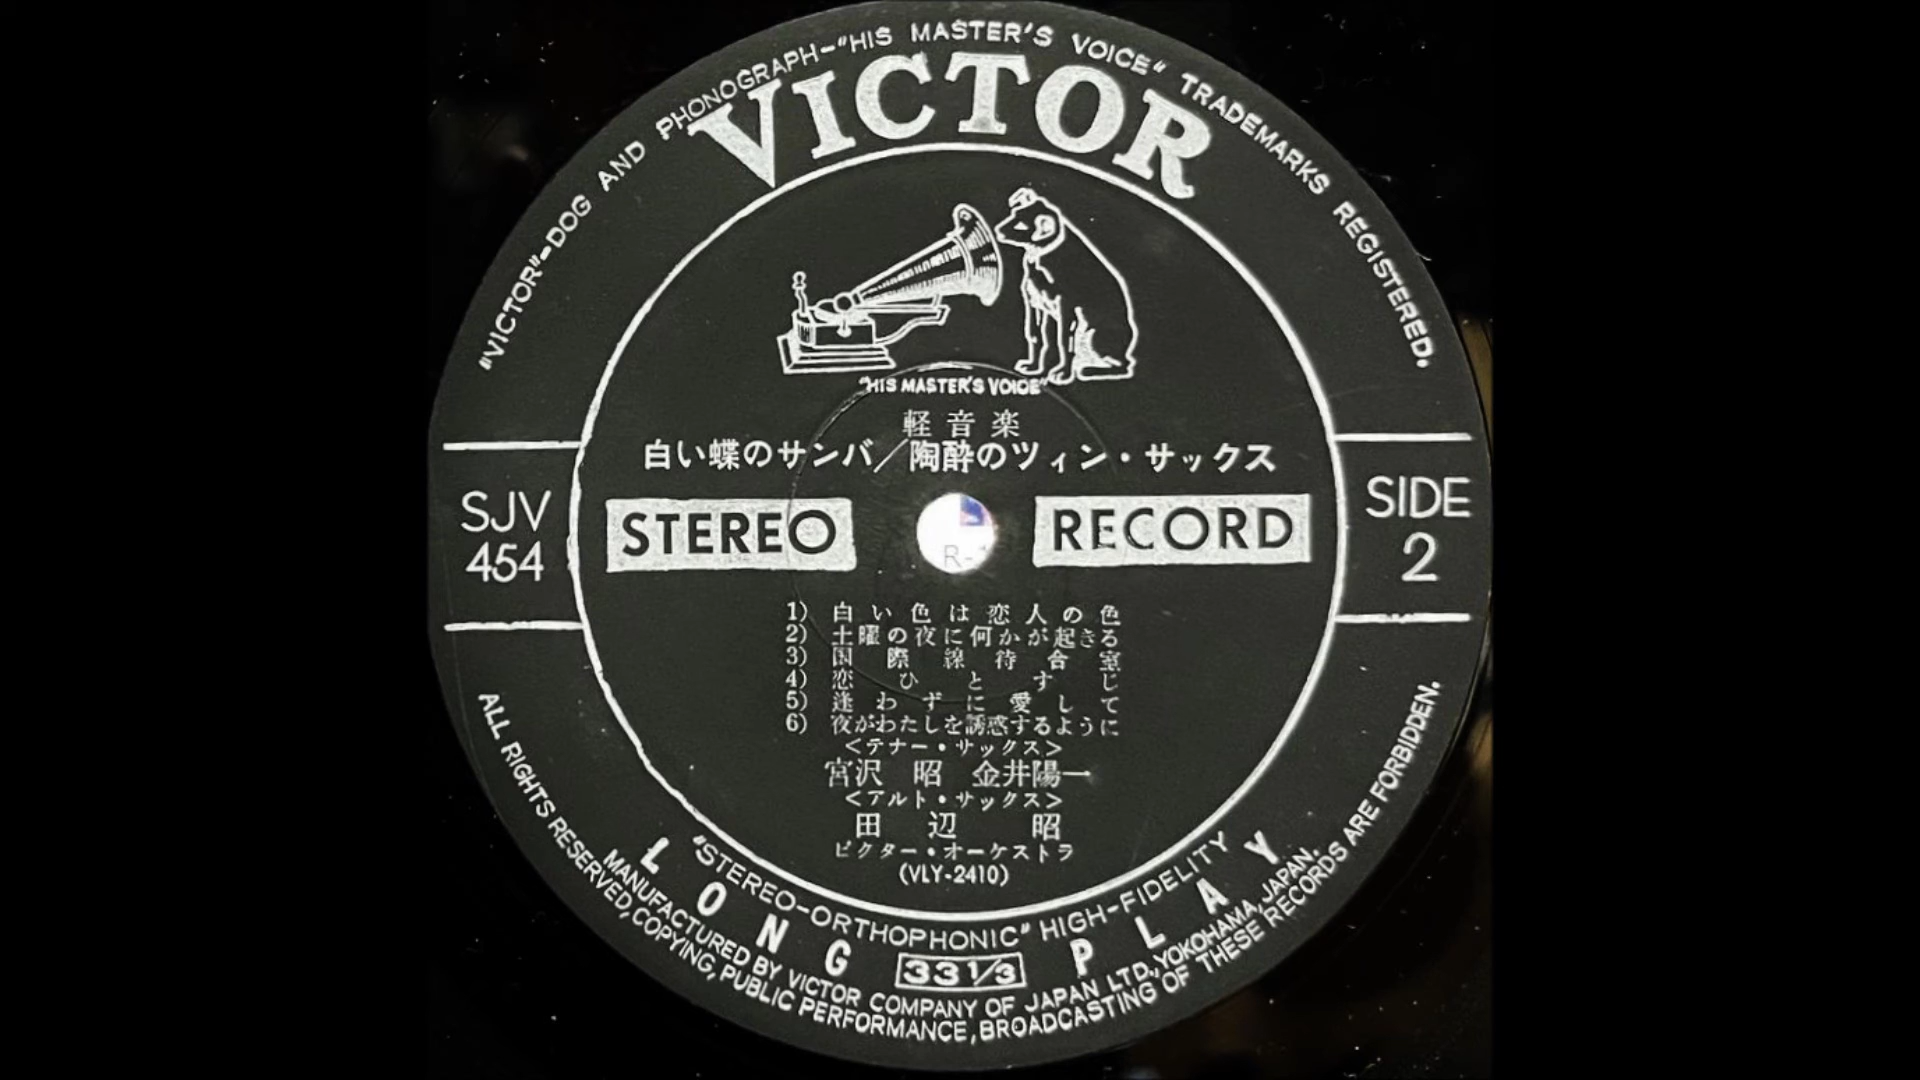 "VICTOR"-DOG AND PHONOGRAPH-"HIS MASTER'S VOICE" TRADEMARKS REGISTERED.
VICTOR
"HIS MASTER'S VOICE"
軽音楽
白い蝶のサンバ／陶酔のツィン・サックス
SJV
454
STEREO
RECORD
SIDE
2
R-
1) 白い色は恋人の色
2) 土曜の夜に何かが起きる
3) 国際線待合室
4) 恋ひとすじ
5) 逢わずに愛して
6) 夜がわたしを誘惑するように
＜テナー・サックス＞
宮沢 昭 金井陽一
＜アルト・サックス＞
田辺 昭
ビクター・オーケストラ
(VLY-2410)
"STEREO-ORTHOPHONIC" HIGH-FIDELITY
LONG 33 1/3 PLAY
MANUFACTURED BY VICTOR COMPANY OF JAPAN LTD., YOKOHAMA, JAPAN.
ALL RIGHTS RESERVED, COPYING, PUBLIC PERFORMANCE, BROADCASTING OF THESE RECORDS ARE FORBIDDEN.